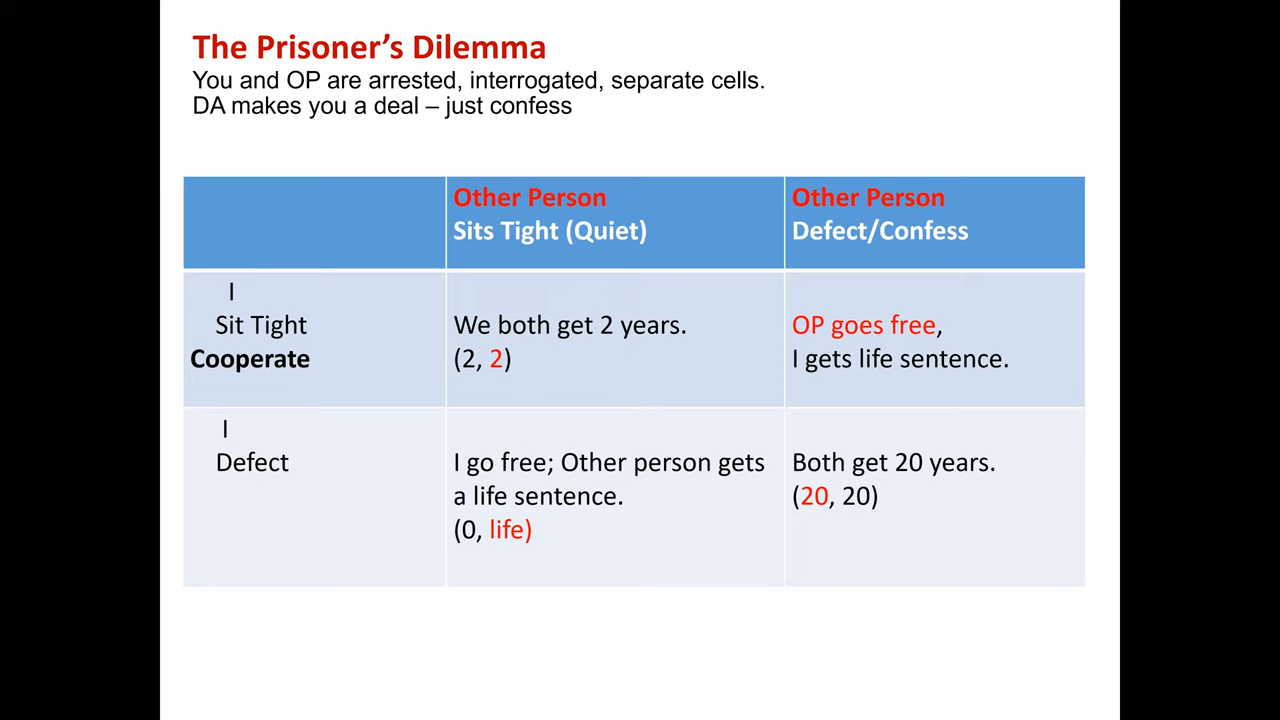 The Prisoner’s Dilemma
You and OP are arrested, interrogated, separate cells.
DA makes you a deal – just confess
Other Person
Sits Tight (Quiet)
Other Person
Defect/Confess
I
Sit Tight
Cooperate
We both get 2 years.
(2, 2)
OP goes free,
I gets life sentence.
I
Defect
I go free; Other person gets
a life sentence.
(0, life)
Both get 20 years.
(20, 20)